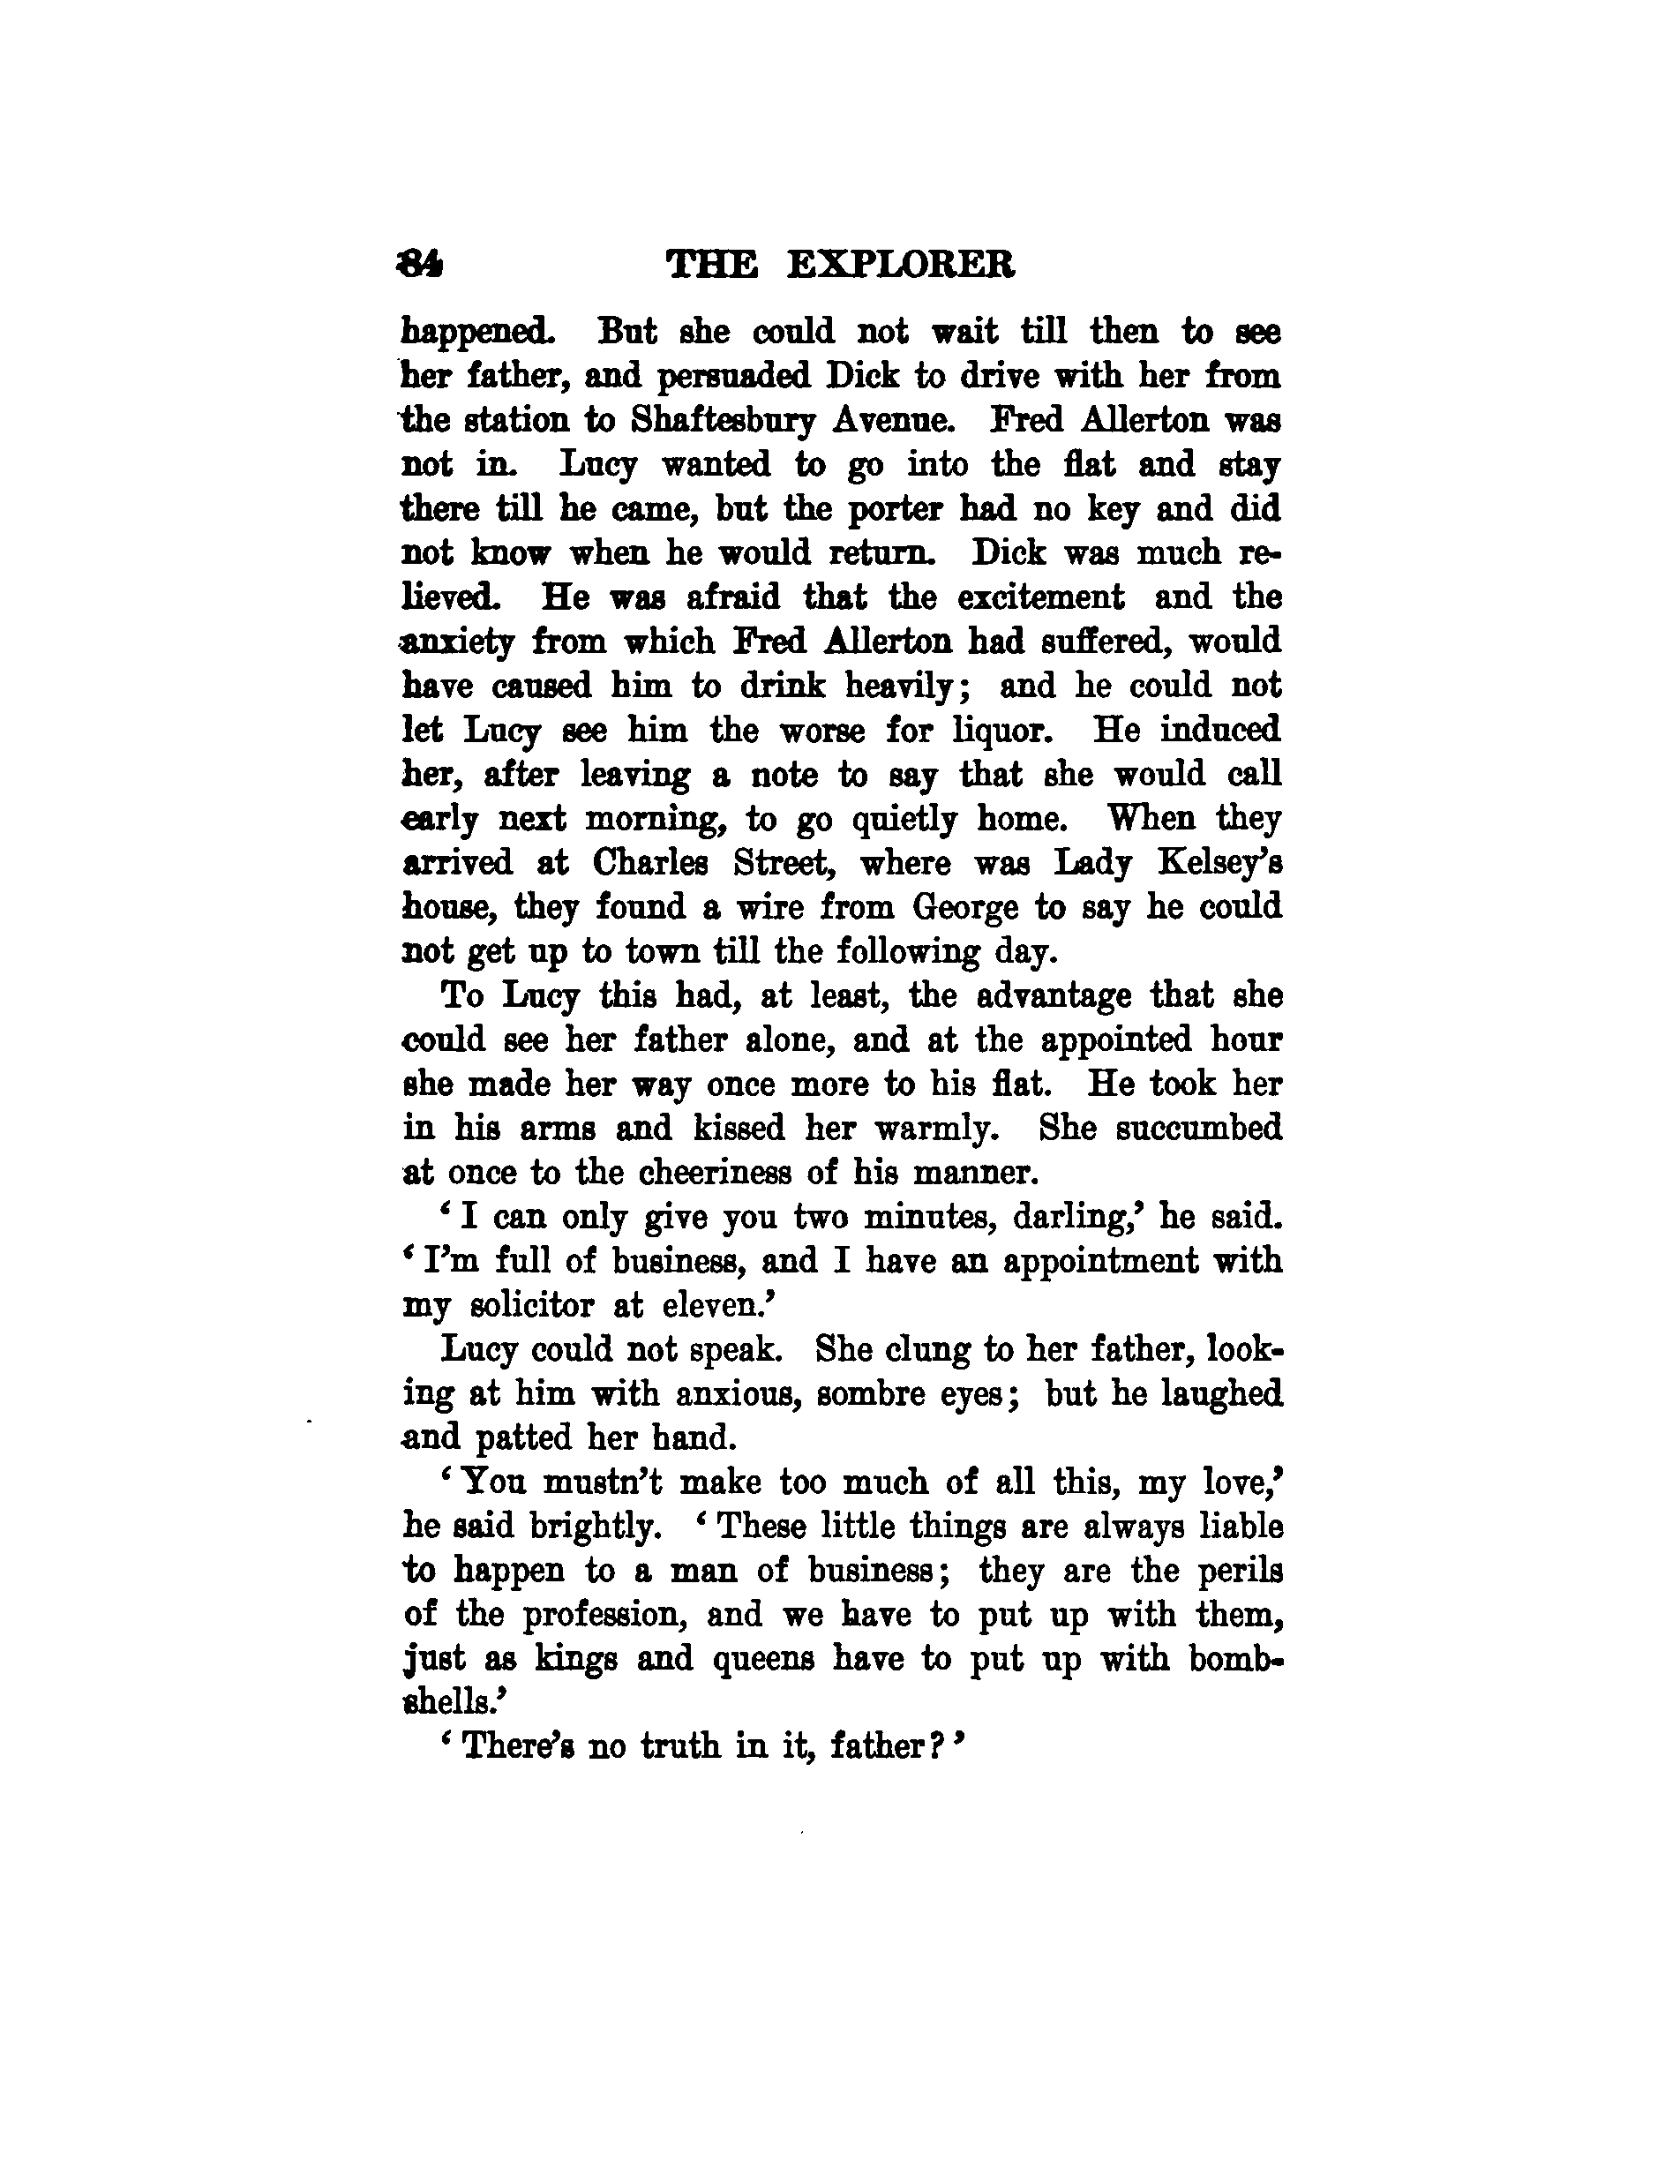 84 THE EXPLORER
happened. But she could not wait till then to see
her father, and persuaded Dick to drive with her from
the station to Shaftesbury Avenue. Fred Allerton was
not in. Lucy wanted to go into the flat and stay
there till he came, but the porter had no key and did
not know when he would return. Dick was much re-
lieved. He was afraid that the excitement and the
anxiety from which Fred Allerton had suffered, would
have caused him to drink heavily; and he could not
let Lucy see him the worse for liquor. He induced
her, after leaving a note to say that she would call
early next morning, to go quietly home. When they
arrived at Charles Street, where was Lady Kelsey's
house, they found a wire from George to say he could
not get up to town till the following day.
To Lucy this had, at least, the advantage that she
could see her father alone, and at the appointed hour
she made her way once more to his flat. He took her
in his arms and kissed her warmly. She succumbed
at once to the cheeriness of his manner.
‘I can only give you two minutes, darling,’ he said.
‘I'm full of business, and I have an appointment with
my solicitor at eleven.’
Lucy could not speak. She clung to her father, look-
ing at him with anxious, sombre eyes; but he laughed
and patted her hand.
‘You mustn't make too much of all this, my love,’
he said brightly. ‘These little things are always liable
to happen to a man of business; they are the perils
of the profession, and we have to put up with them,
just as kings and queens have to put up with bomb-
shells.’
‘There's no truth in it, father?’